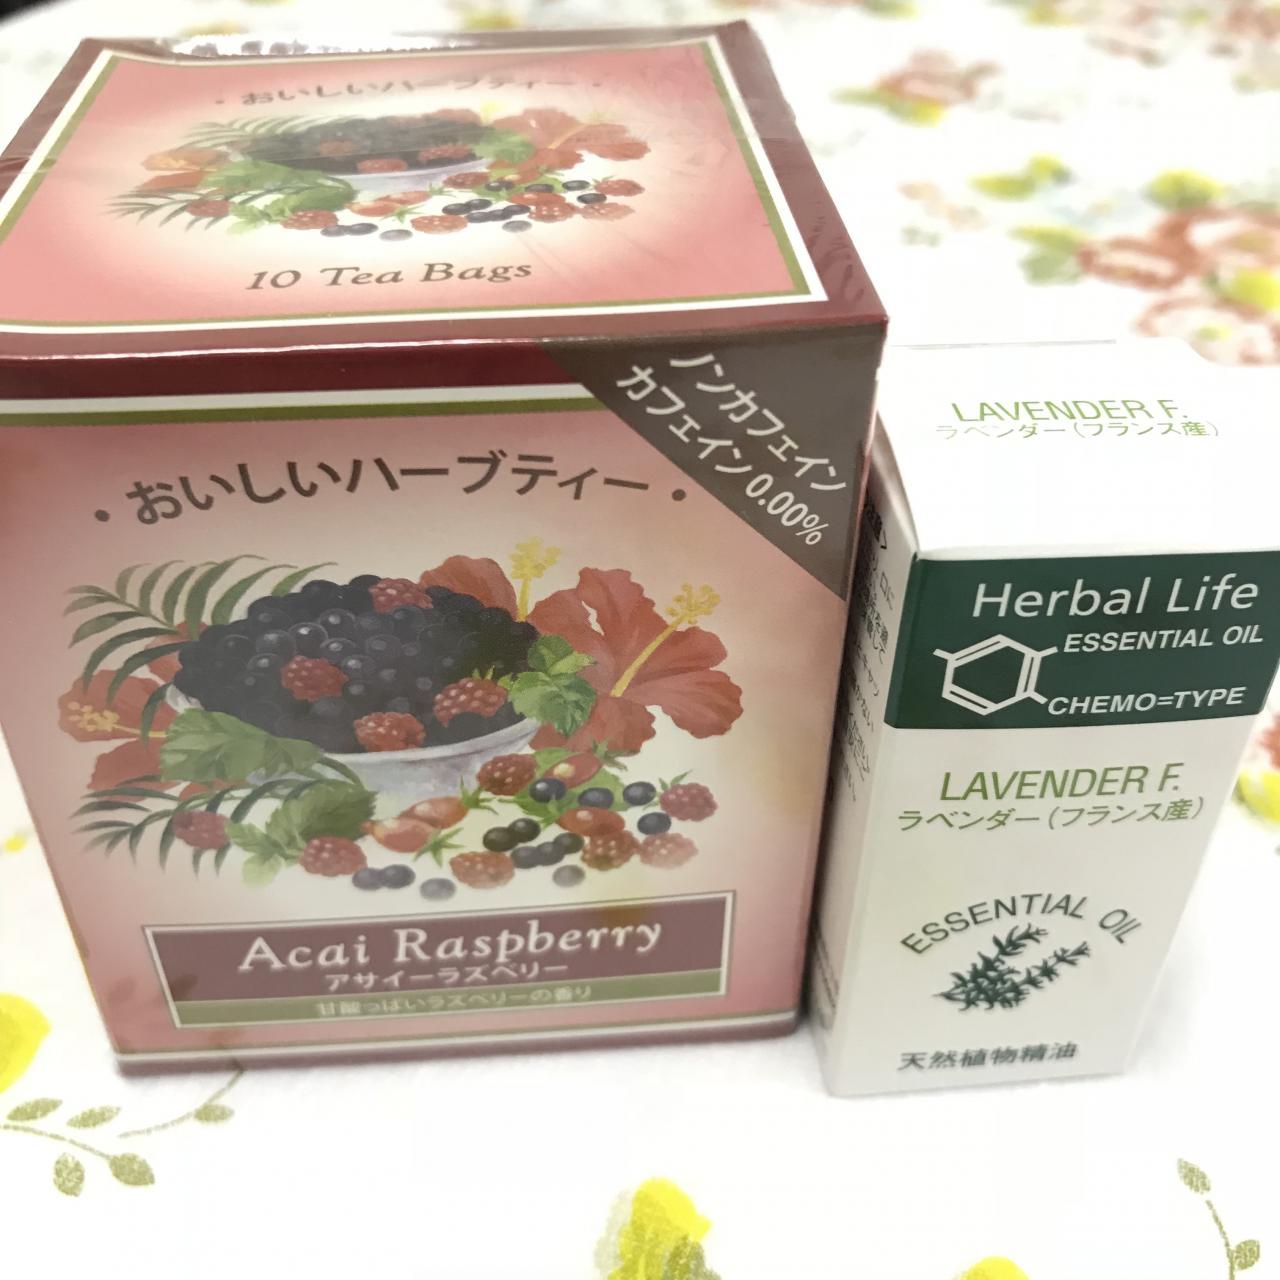 ・おいしいハーブティー・
10 Tea Bags
ノンカフェイン
カフェイン0.00%
・おいしいハーブティー・
Acai Raspberry
アサイーラズベリー
甘酸っぱいラズベリーの香り
LAVENDER F.
ラベンダー(フランス産)
Herbal Life
ESSENTIAL OIL
CHEMO=TYPE
LAVENDER F.
ラベンダー(フランス産)
ESSENTIAL OIL
天然植物精油